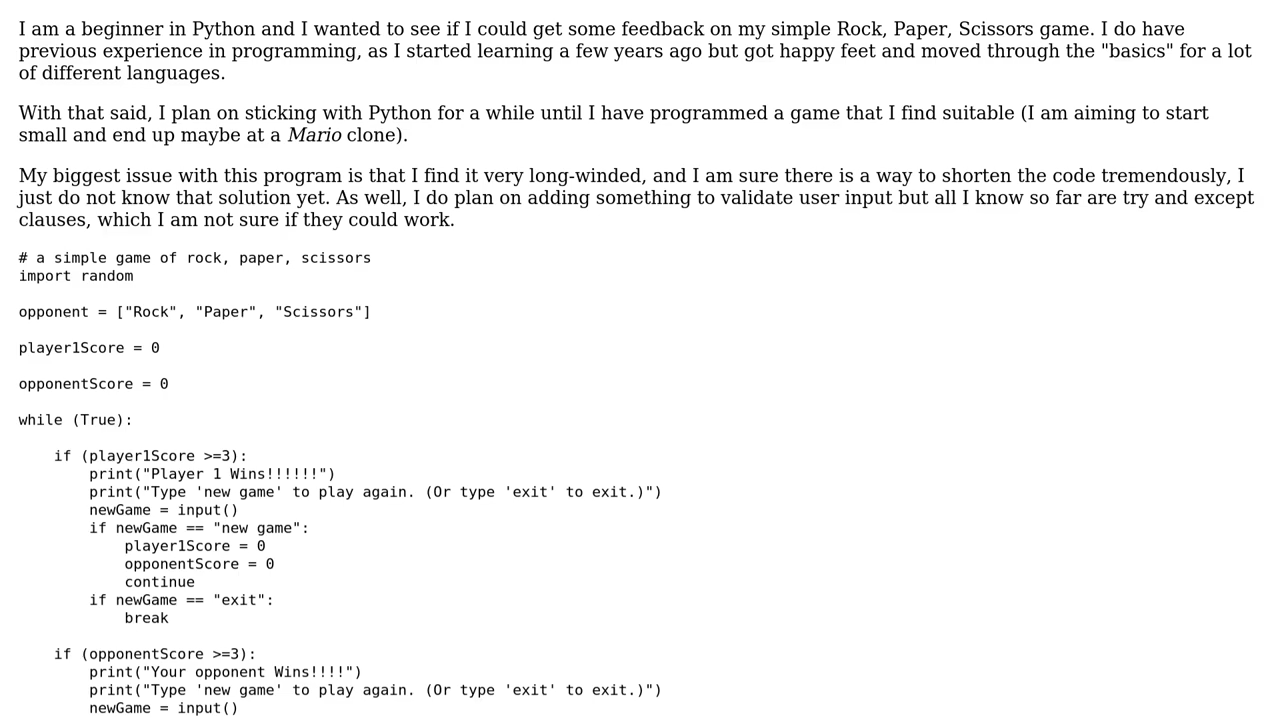 I am a beginner in Python and I wanted to see if I could get some feedback on my simple Rock, Paper, Scissors game. I do have
previous experience in programming, as I started learning a few years ago but got happy feet and moved through the "basics" for a lot
of different languages.
With that said, I plan on sticking with Python for a while until I have programmed a game that I find suitable (I am aiming to start
small and end up maybe at a Mario clone).
My biggest issue with this program is that I find it very long-winded, and I am sure there is a way to shorten the code tremendously, I
just do not know that solution yet. As well, I do plan on adding something to validate user input but all I know so far are try and except
clauses, which I am not sure if they could work.
# a simple game of rock, paper, scissors
import random
opponent = ["Rock", "Paper", "Scissors"]
player1Score = 0
opponentScore = 0
while (True):
    if (player1Score >=3):
        print("Player 1 Wins!!!!!!")
        print("Type 'new game' to play again. (Or type 'exit' to exit.)")
        newGame = input()
        if newGame == "new game":
            player1Score = 0
            opponentScore = 0
            continue
        if newGame == "exit":
            break
    if (opponentScore >=3):
        print("Your opponent Wins!!!!")
        print("Type 'new game' to play again. (Or type 'exit' to exit.)")
        newGame = input()